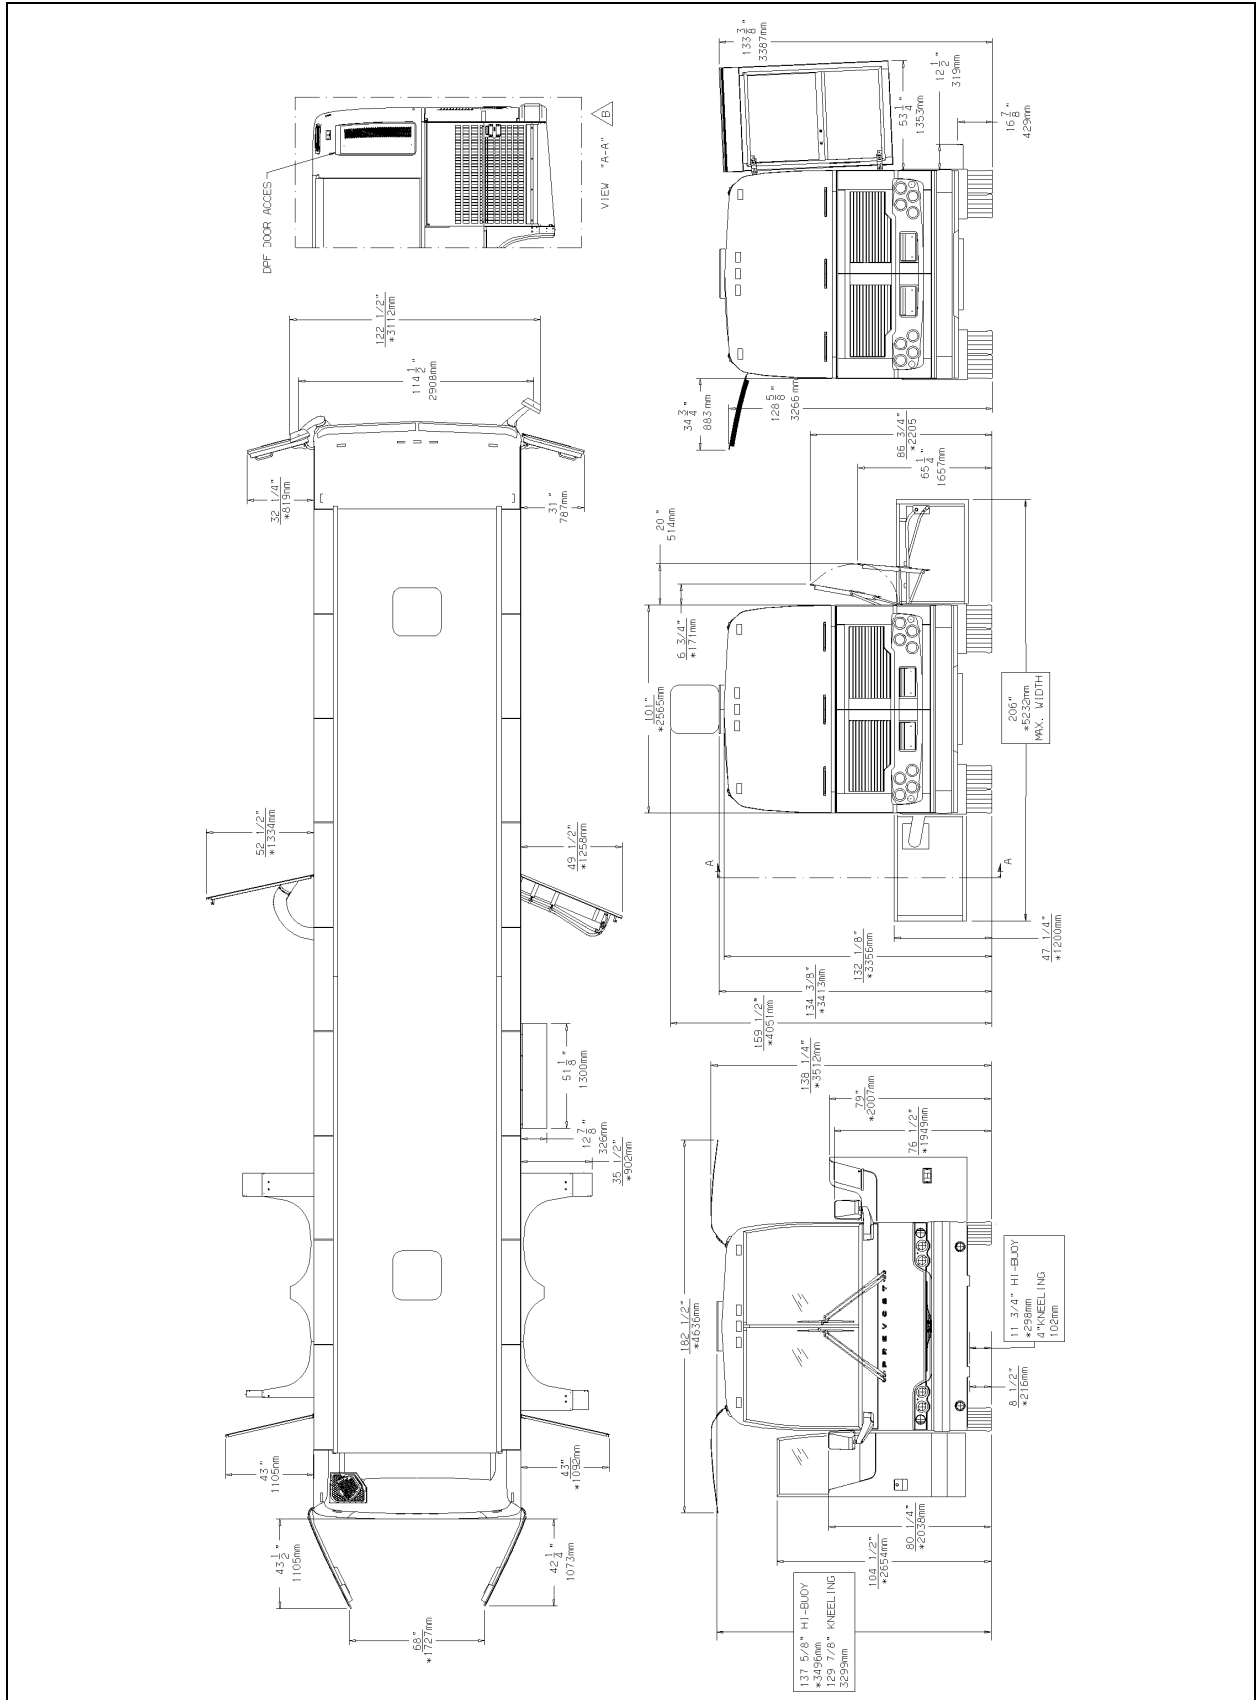 DPF DOOR ACCES
VIEW "A-A"
B
122 1/2"
*3112mm
114 1/2"
2908mm
32 1/4"
*819mm
31"
787mm
52 1/2"
*1334mm
49 1/2"
*1258mm
51 1/8"
1300mm
12 7/8"
326mm
35 1/2"
*902mm
43"
1105mm
43"
*1092mm
43 1/2"
1105mm
42 1/4"
1073mm
68"
*1727mm
133 3/8"
3387mm
53 1/4"
1353mm
12 1/2"
319mm
16 7/8"
429mm
34 3/4"
883mm
128 5/8"
3266mm
86 3/4"
*2205
65 1/4"
1657mm
20"
514mm
6 3/4"
*171mm
101"
*2565mm
206"
*5232mm
MAX. WIDTH
A
A
47 1/4"
*1200mm
132 1/8"
*3356mm
134 3/8"
*3413mm
159 1/2"
*4051mm
138 1/4"
*3512mm
79"
*2007mm
76 1/2"
*1949mm
182 1/2"
*4636mm
PREVOST
11 3/4" HI-BUOY
*298mm
4"KNEELING
102mm
8 1/2"
*216mm
80 1/4"
*2038mm
104 1/2"
*2654mm
137 5/8" HI-BUOY
*3496mm
129 7/8" KNEELING
3299mm